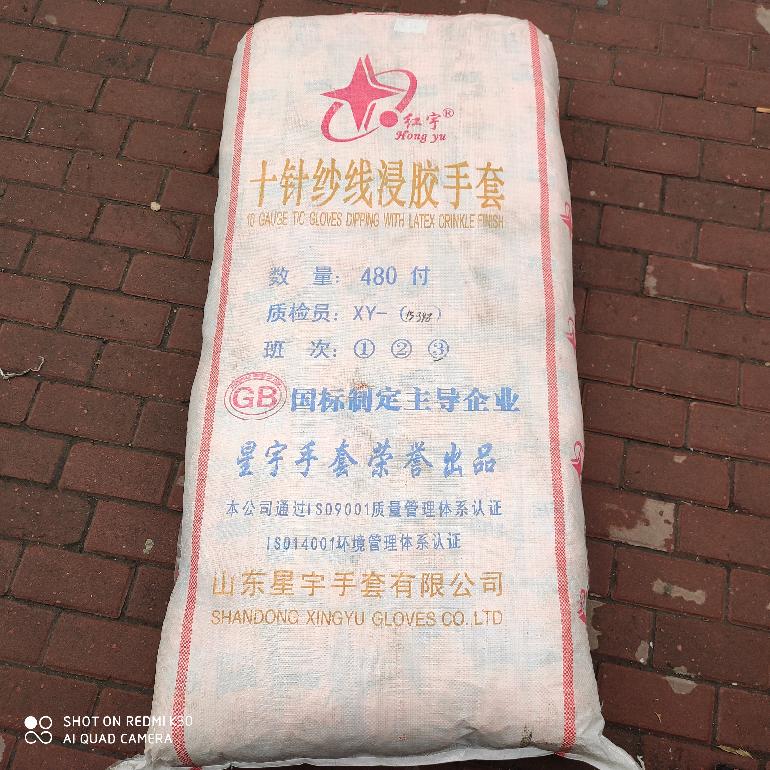 红宇®
Hong yu
十针纱线浸胶手套
10 GAUGE T/C GLOVES DIPPING WITH LATEX CRINKLE FINISH
数 量: 480 付
质检员: XY-( )
班 次: ① ② ③
GB 国标制定主导企业
星宇手套荣誉出品
本公司通过ISO9001质量管理体系认证
ISO14001环境管理体系认证
山东星宇手套有限公司
SHANDONG XINGYU GLOVES CO.,LTD
SHOT ON REDMI K30
AI QUAD CAMERA